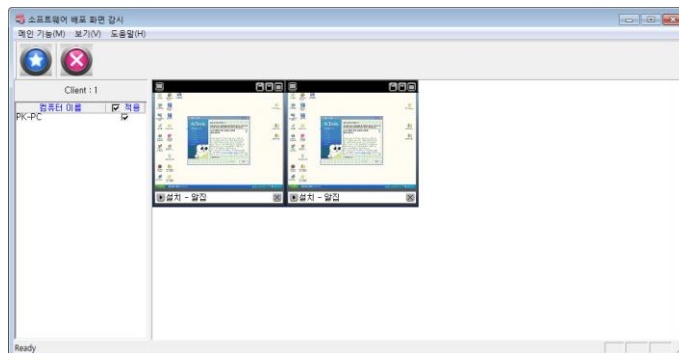 소프트웨어 배포 화면 감시
메인 기능(M) 보기(V) 도움말(H)
Client : 1
컴퓨터 이름 적용
PK-PC
설치 - 알집
설치 - 알집
Ready